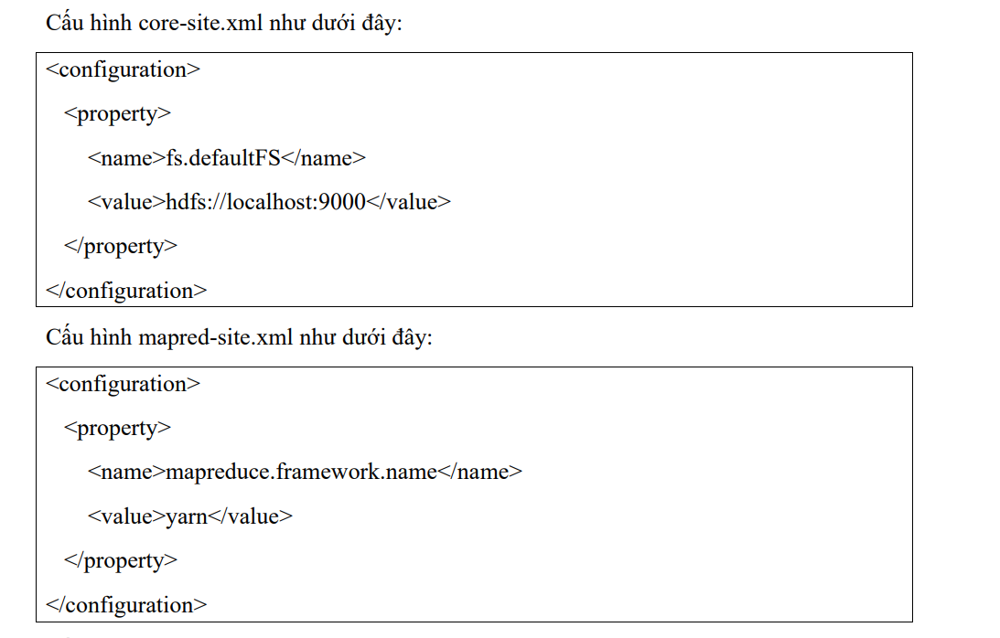 Cấu hình core-site.xml như dưới đây:
<configuration>
<property>
<name>fs.defaultFS</name>
<value>hdfs://localhost:9000</value>
</property>
</configuration>
Cấu hình mapred-site.xml như dưới đây:
<configuration>
<property>
<name>mapreduce.framework.name</name>
<value>yarn</value>
</property>
</configuration>